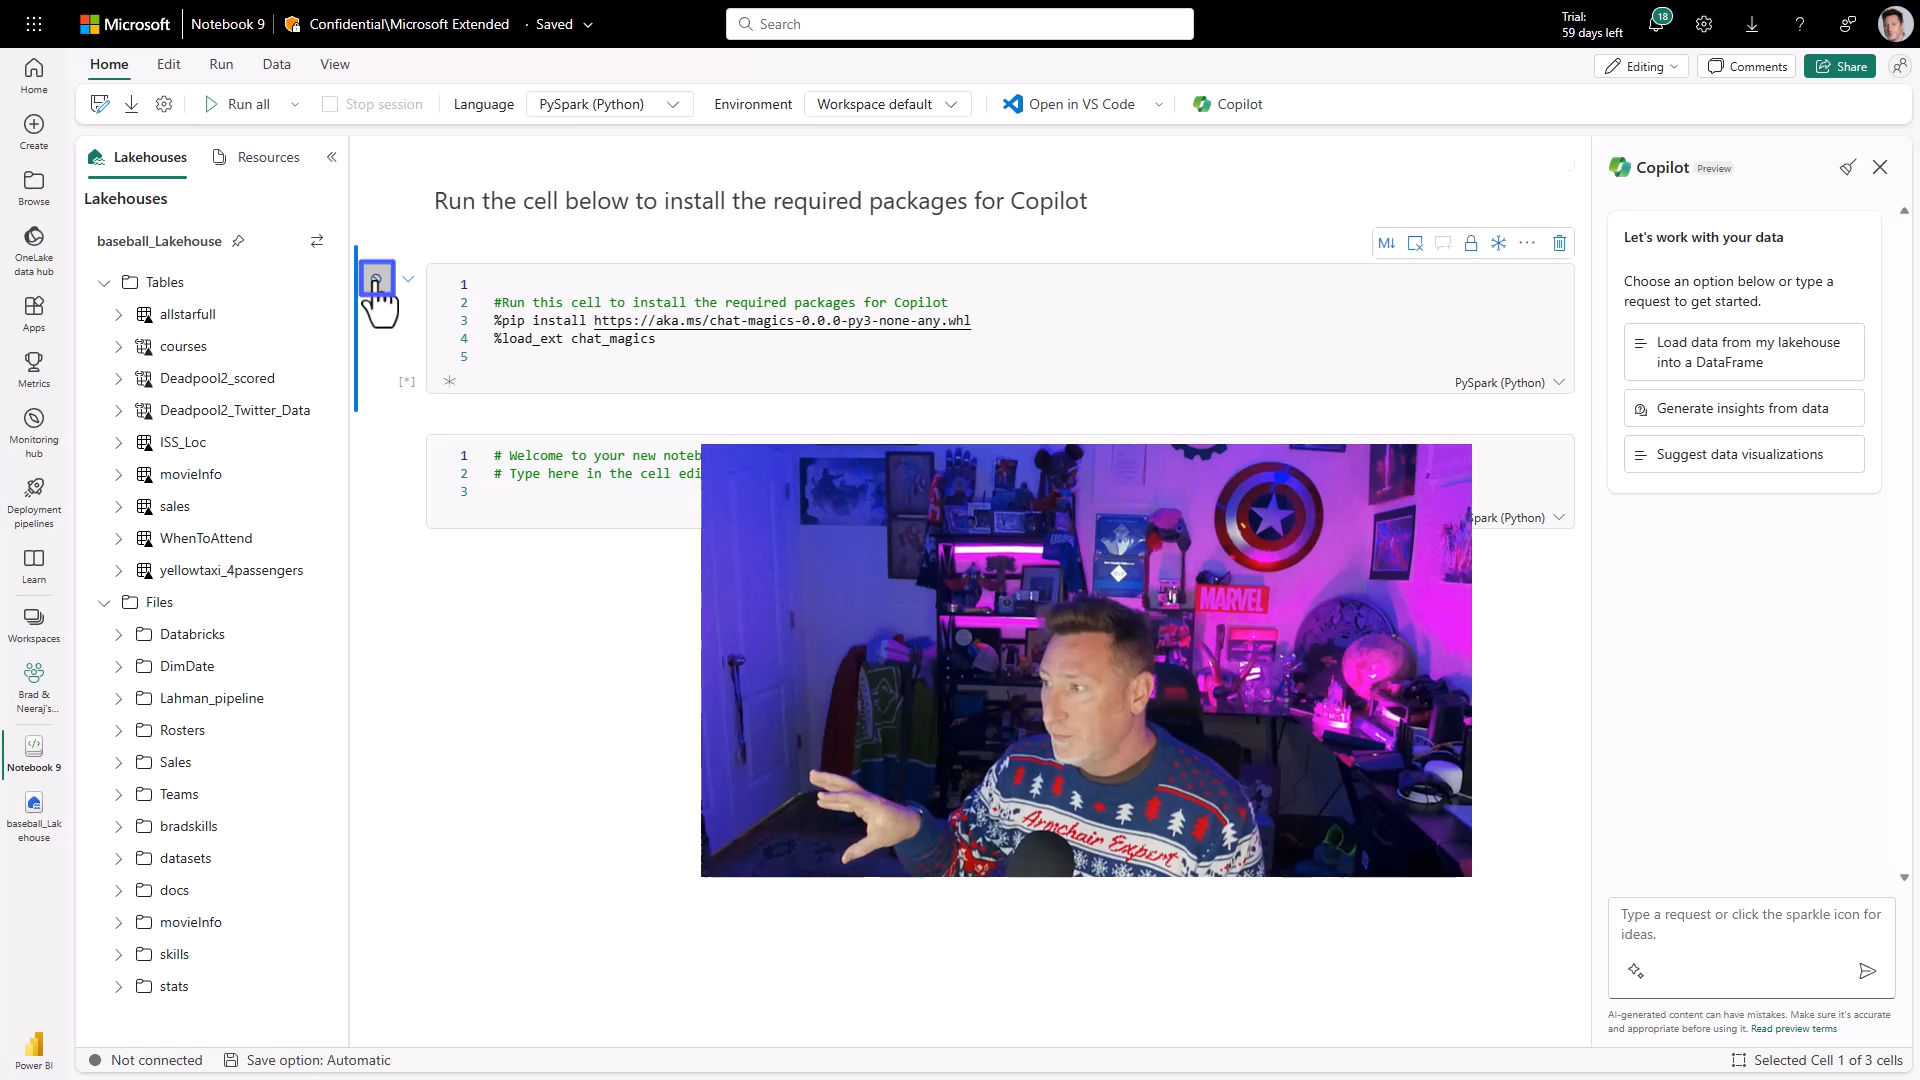 Microsoft
Notebook 9
Confidential\Microsoft Extended
· Saved
Search
Trial:
59 days left
18
Home
Edit
Run
Data
View
Editing
Comments
Share
Run all
Stop session
Language
PySpark (Python)
Environment
Workspace default
Open in VS Code
Copilot
Home
Create
Browse
OneLake
data hub
Apps
Metrics
Monitoring
hub
Deployment
pipelines
Learn
Workspaces
Brad &
Neeraj's...
Notebook 9
baseball_Lak
ehouse
Power BI
Lakehouses
Resources
Lakehouses
baseball_Lakehouse
Tables
allstarfull
courses
Deadpool2_scored
Deadpool2_Twitter_Data
ISS_Loc
movieInfo
sales
WhenToAttend
yellowtaxi_4passengers
Files
Databricks
DimDate
Lahman_pipeline
Rosters
Sales
Teams
bradskills
datasets
docs
movieInfo
skills
stats
Run the cell below to install the required packages for Copilot
M↓
1
2 #Run this cell to install the required packages for Copilot
3 %pip install https://aka.ms/chat-magics-0.0.0-py3-none-any.whl
4 %load_ext chat_magics
5
[*]
PySpark (Python)
1 # Welcome to your new noteb
2 # Type here in the cell edi
3
Spark (Python)
MARVEL
Armchair Expert
Copilot Preview
Let's work with your data
Choose an option below or type a
request to get started.
Load data from my lakehouse
into a DataFrame
Generate insights from data
Suggest data visualizations
Type a request or click the sparkle icon for
ideas.
AI-generated content can have mistakes. Make sure it's accurate
and appropriate before using it. Read preview terms
Not connected
Save option: Automatic
Selected Cell 1 of 3 cells